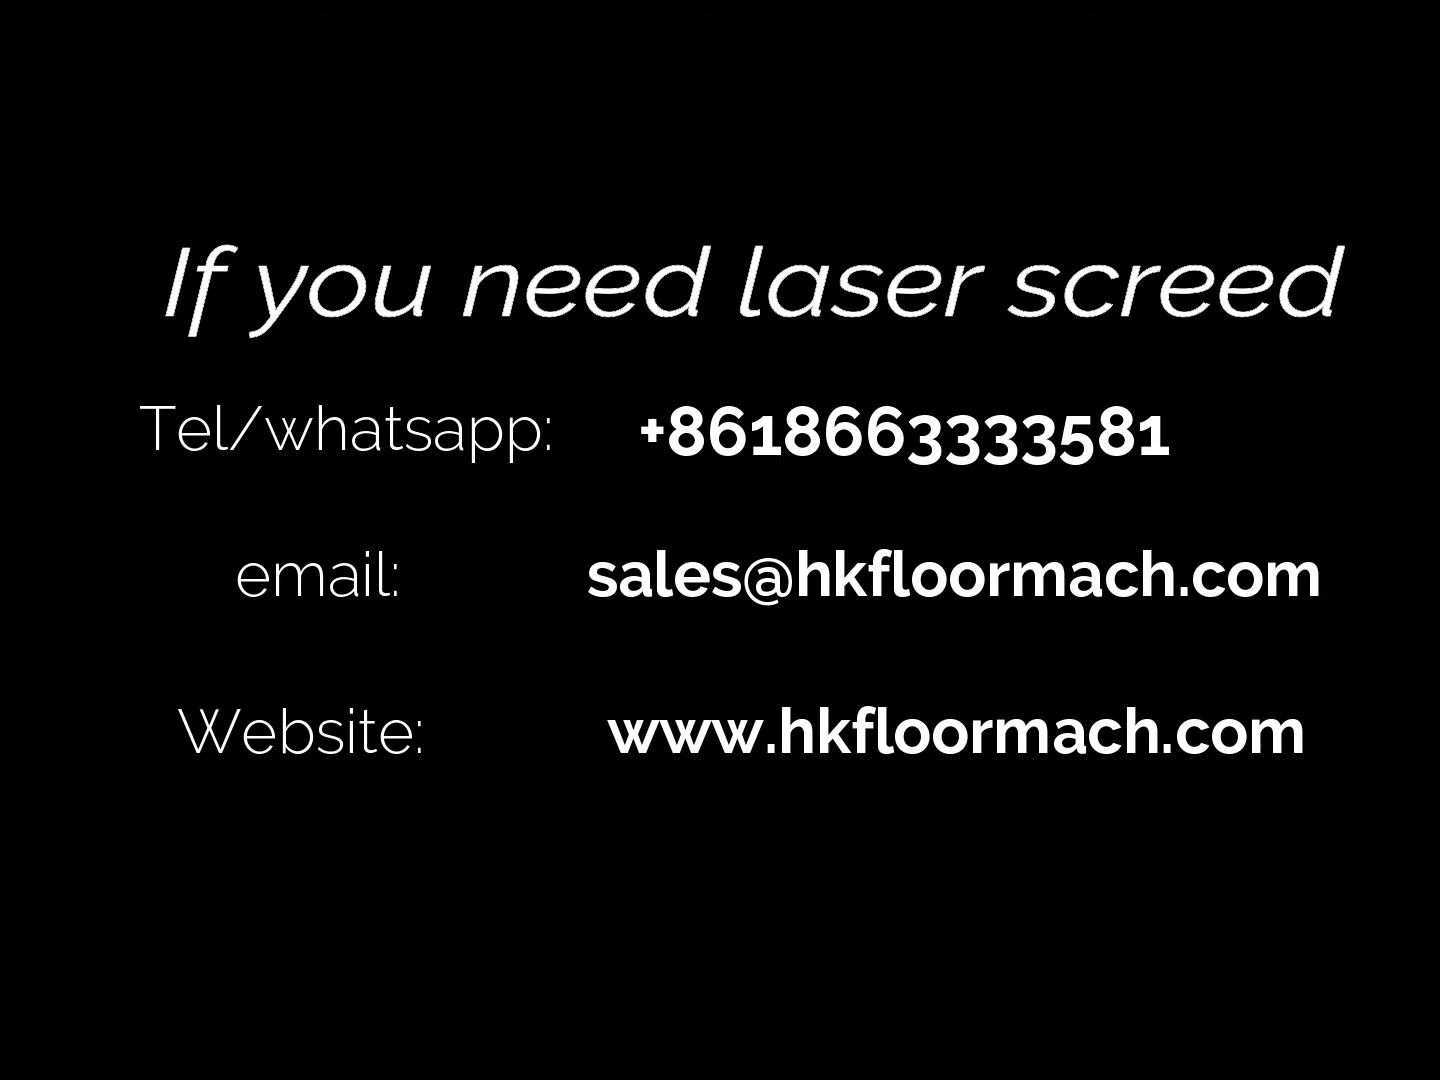 If you need laser screed
Tel/whatsapp: +8618663333581
email: sales@hkfloormach.com
Website: www.hkfloormach.com